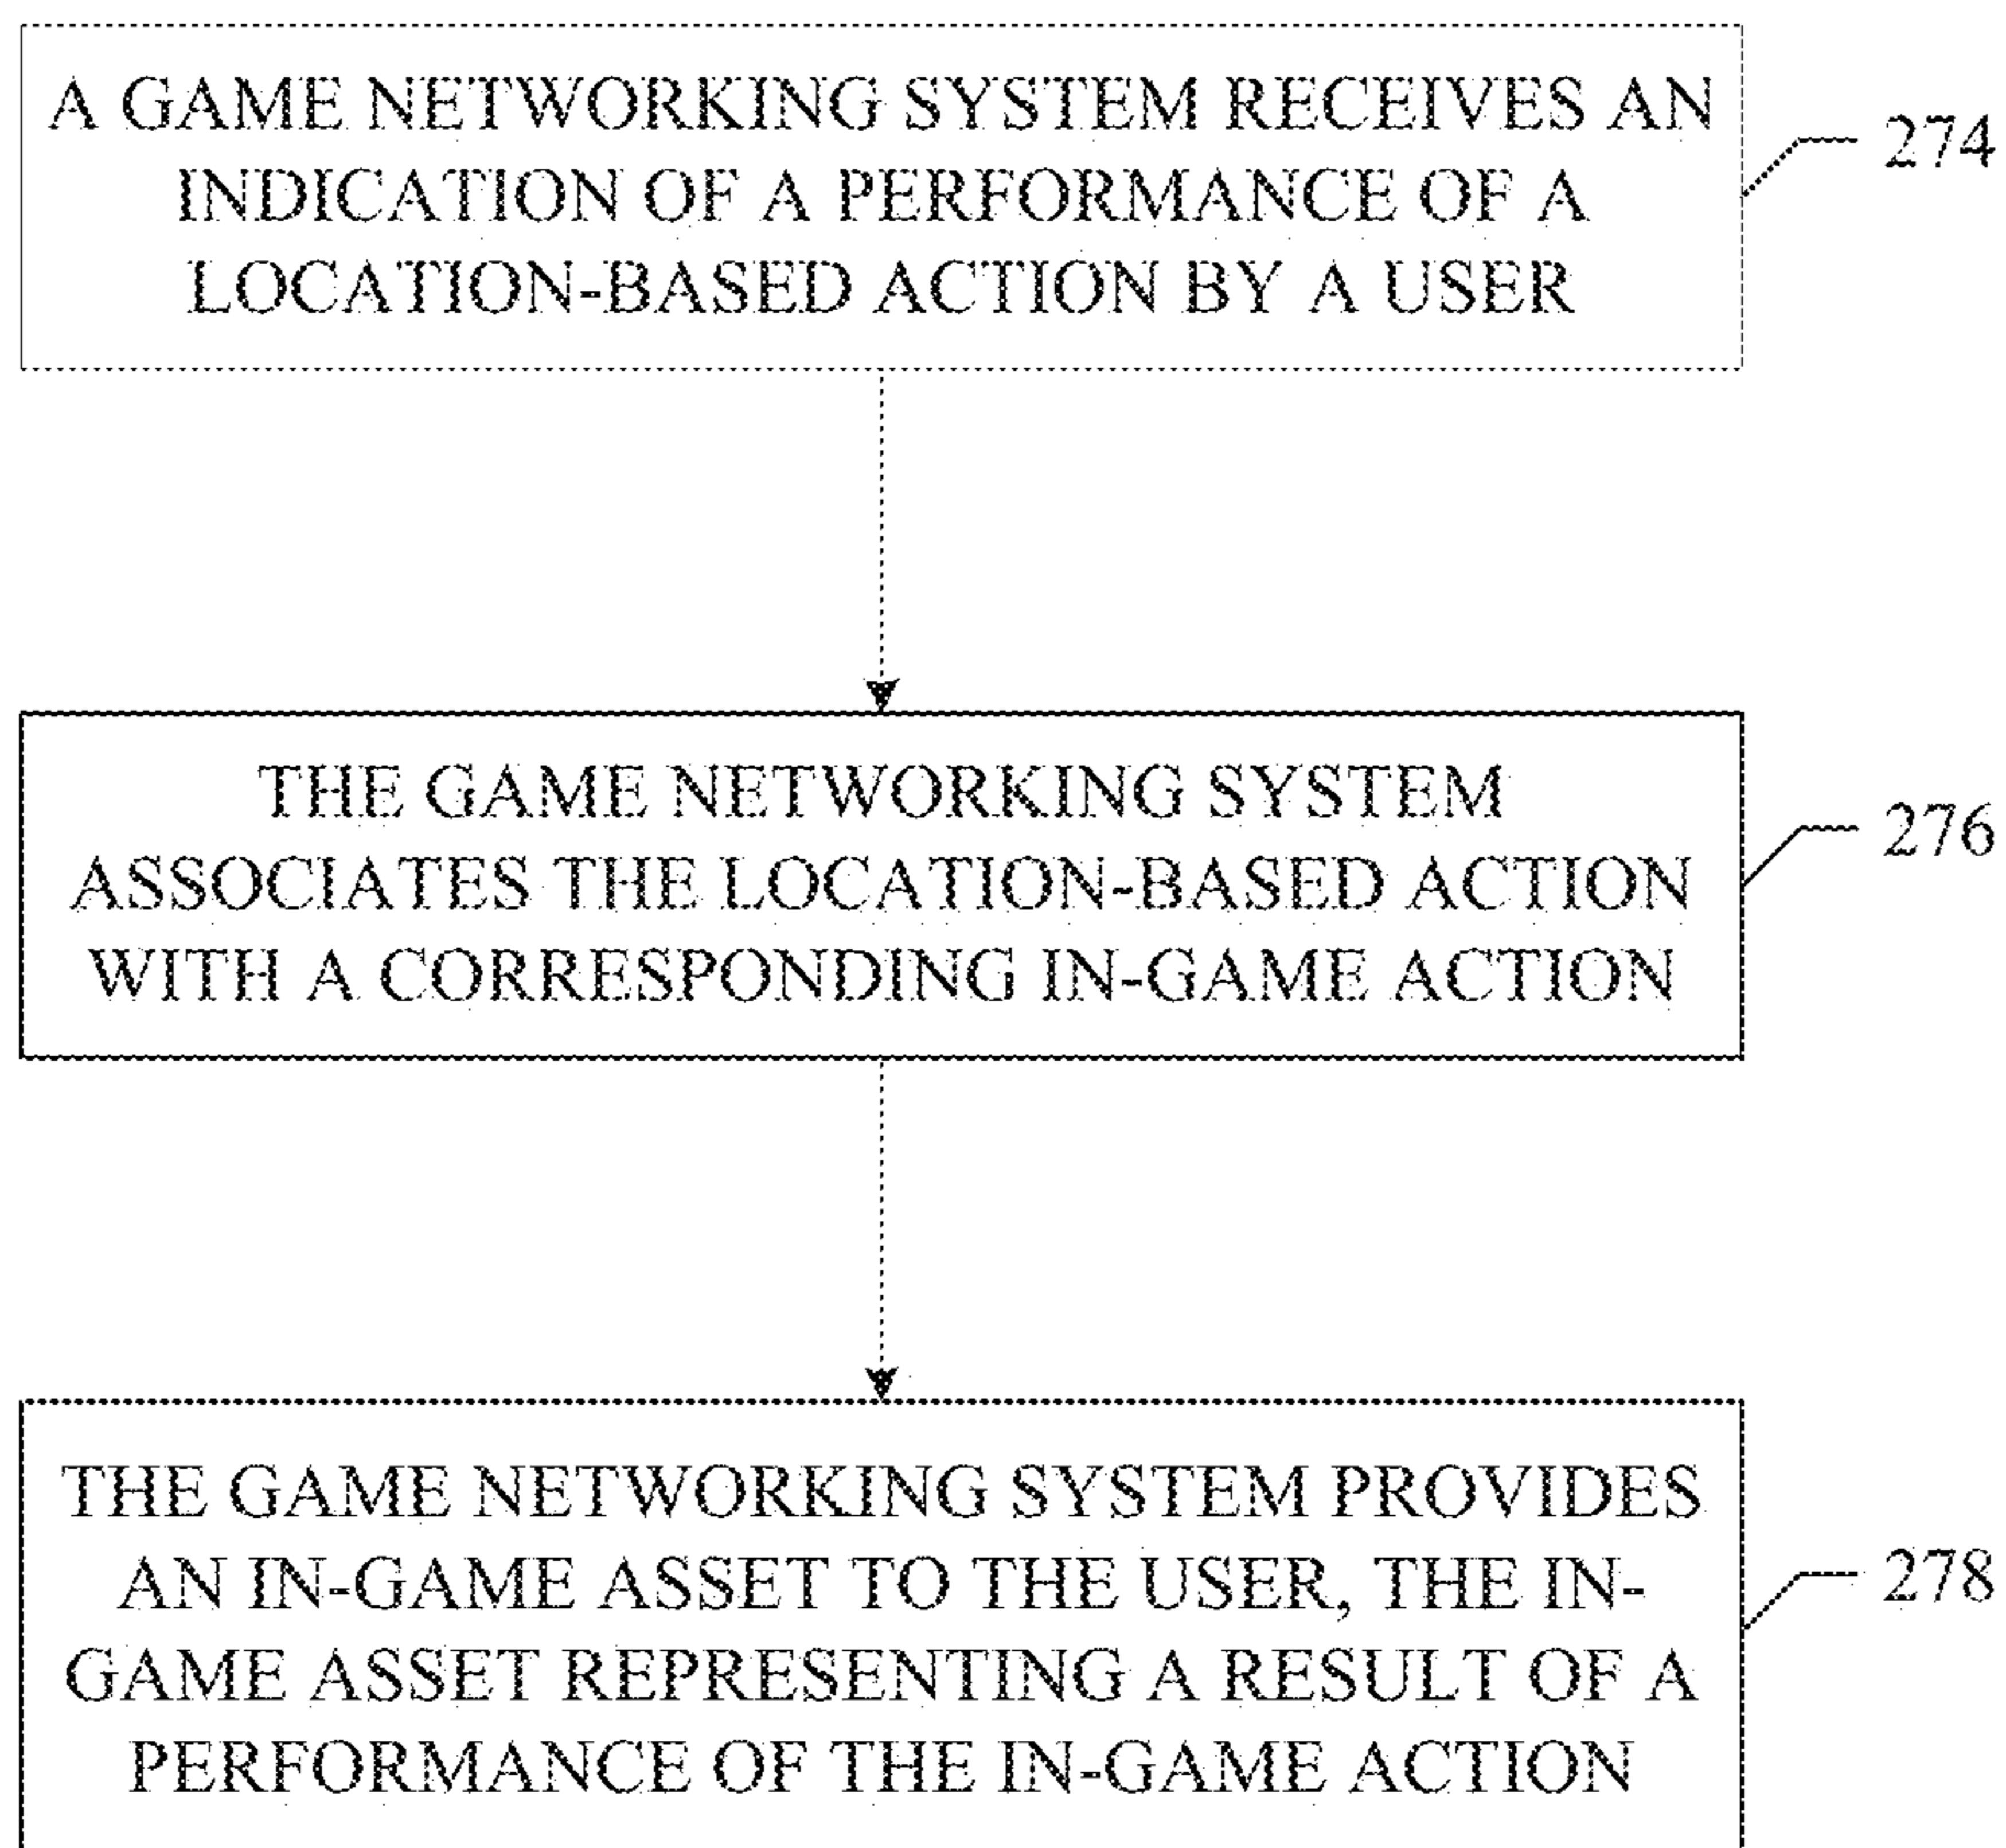 A GAME NETWORKING SYSTEM RECEIVES AN
INDICATION OF A PERFORMANCE OF A
LOCATION-BASED ACTION BY A USER
274
THE GAME NETWORKING SYSTEM
ASSOCIATES THE LOCATION-BASED ACTION
WITH A CORRESPONDING IN-GAME ACTION
276
THE GAME NETWORKING SYSTEM PROVIDES
AN IN-GAME ASSET TO THE USER, THE IN-
GAME ASSET REPRESENTING A RESULT OF A
PERFORMANCE OF THE IN-GAME ACTION
278